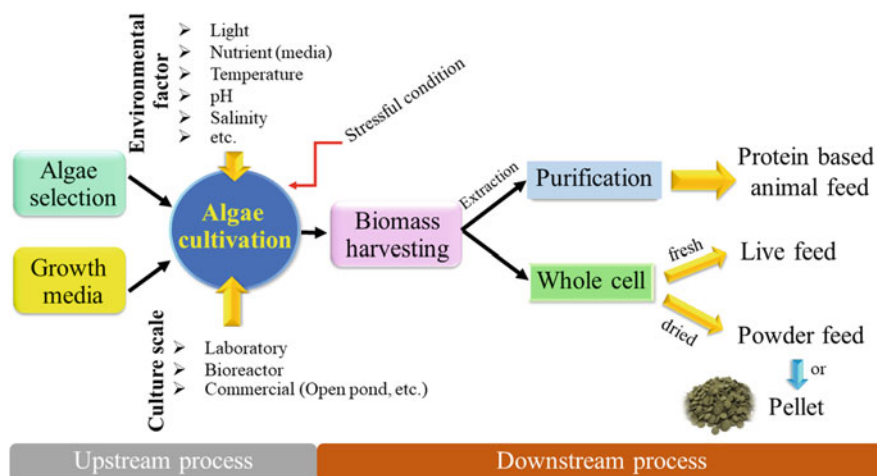 Environmental
factor
➢ Light
➢ Nutrient (media)
➢ Temperature
➢ pH
➢ Salinity
➢ etc.
Stressful condition
Algae
selection
Growth
media
Algae
cultivation
Biomass
harvesting
Extraction
Purification
Protein based
animal feed
Whole cell
fresh
Live feed
dried
Powder feed
or
Pellet
Culture scale
➢ Laboratory
➢ Bioreactor
➢ Commercial (Open pond, etc.)
Upstream process
Downstream process